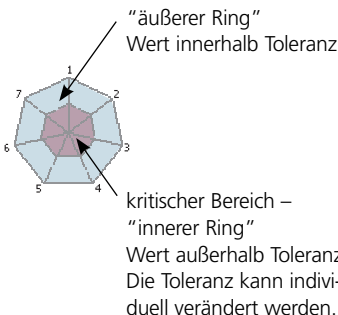 “äußerer Ring”
Wert innerhalb Toleranz
1
7 2
6 3
5 4
kritischer Bereich –
“innerer Ring”
Wert außerhalb Toleranz
Die Toleranz kann indivi-
duell verändert werden.